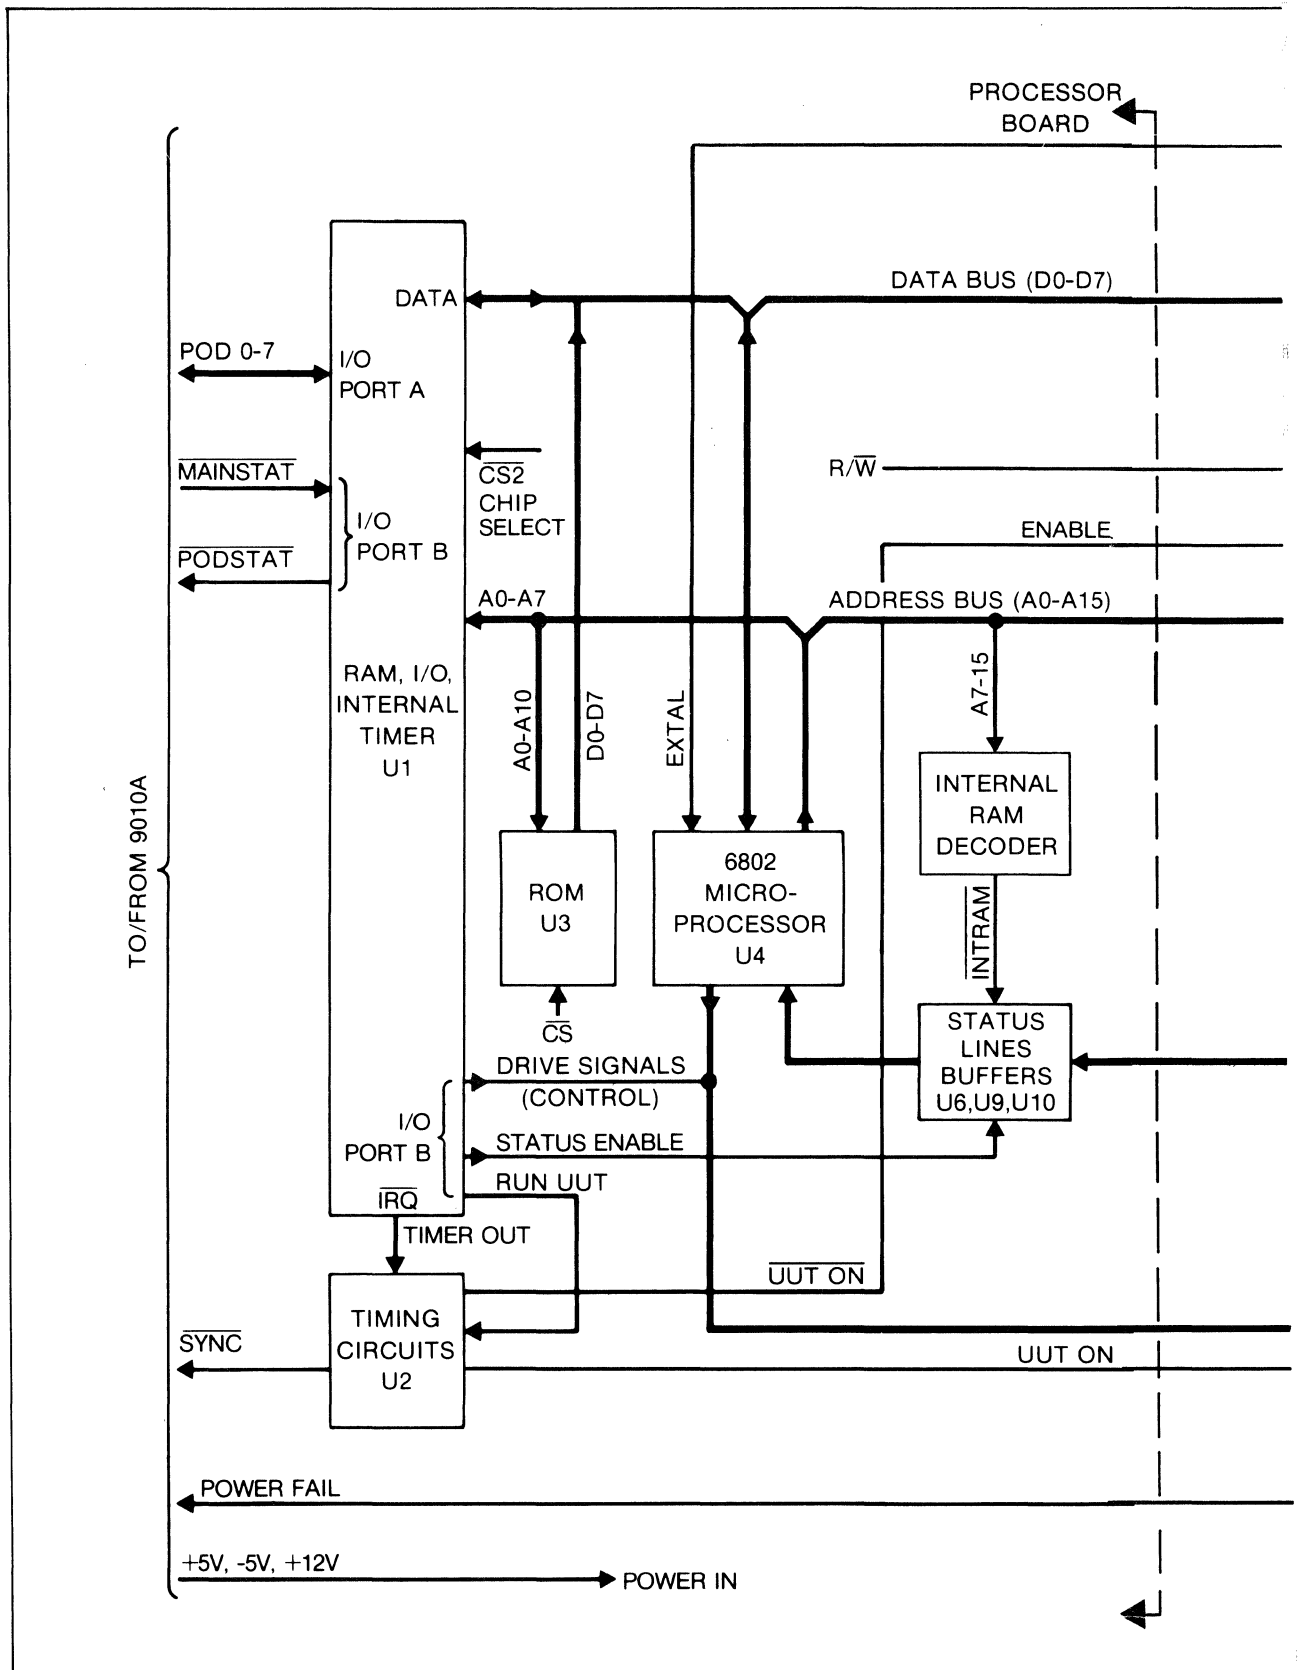 PROCESSOR
BOARD
DATA BUS (D0-D7)
DATA
POD 0-7
I/O
PORT A
MAINSTAT
CS2
CHIP
SELECT
R/W
I/O
PORT B
PODSTAT
ENABLE
A0-A7
ADDRESS BUS (A0-A15)
RAM, I/O,
INTERNAL
TIMER
U1
A0-A10
D0-D7
EXTAL
A7-15
TO/FROM 9010A
INTERNAL
RAM
DECODER
ROM
U3
6802
MICRO-
PROCESSOR
U4
INTRAM
CS
STATUS
LINES
BUFFERS
U6,U9,U10
DRIVE SIGNALS
(CONTROL)
I/O
PORT B
STATUS ENABLE
RUN UUT
IRQ
TIMER OUT
UUT ON
TIMING
CIRCUITS
U2
SYNC
UUT ON
POWER FAIL
+5V, -5V, +12V
POWER IN